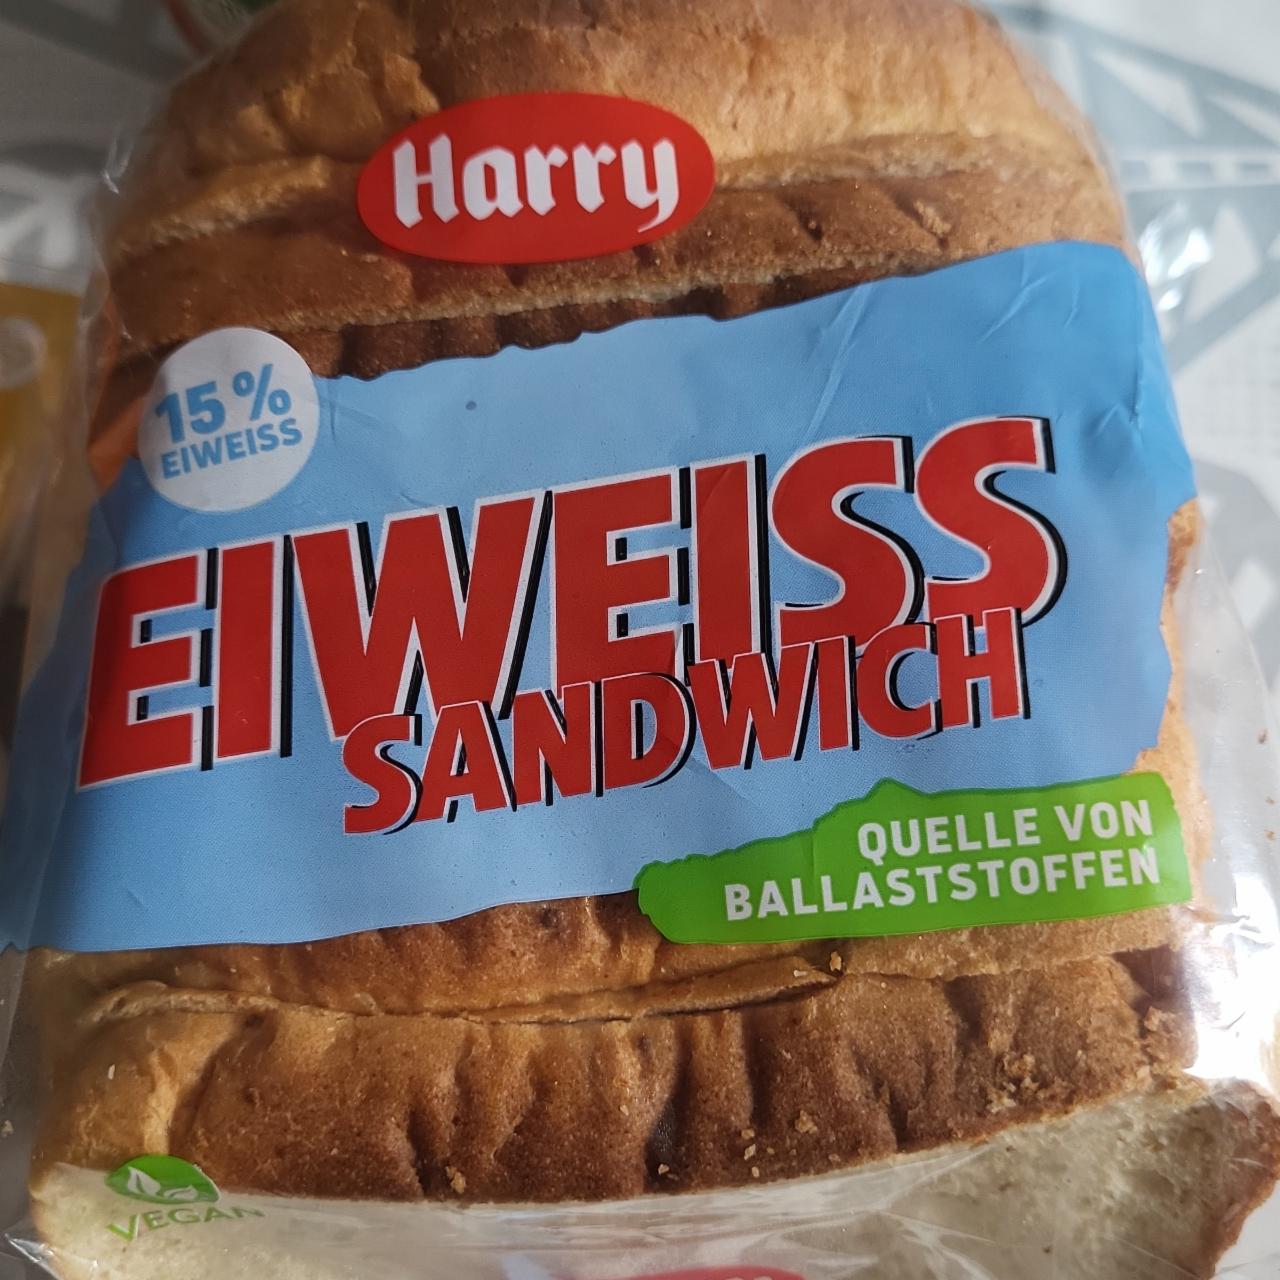 Harry
15 %
EIWEISS
EIWEISS
SANDWICH
QUELLE VON
BALLASTSTOFFEN
VEGAN